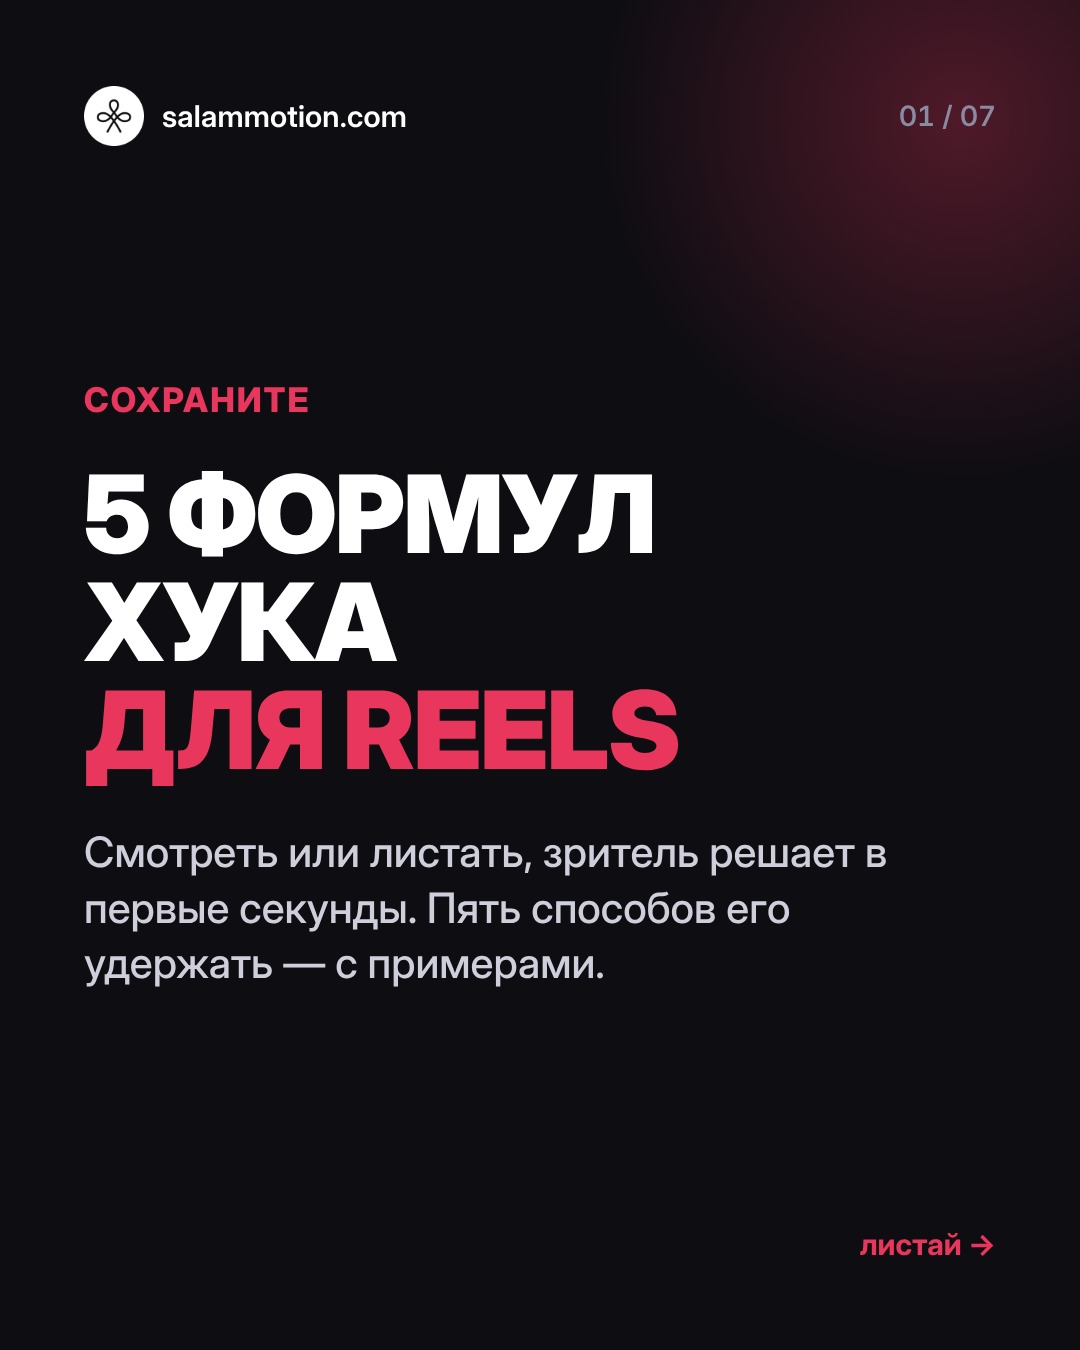 salammotion.com
01 / 07
СОХРАНИТЕ
5 ФОРМУЛ
ХУКА
ДЛЯ REELS
Смотреть или листать, зритель решает в
первые секунды. Пять способов его
удержать — с примерами.
листай →